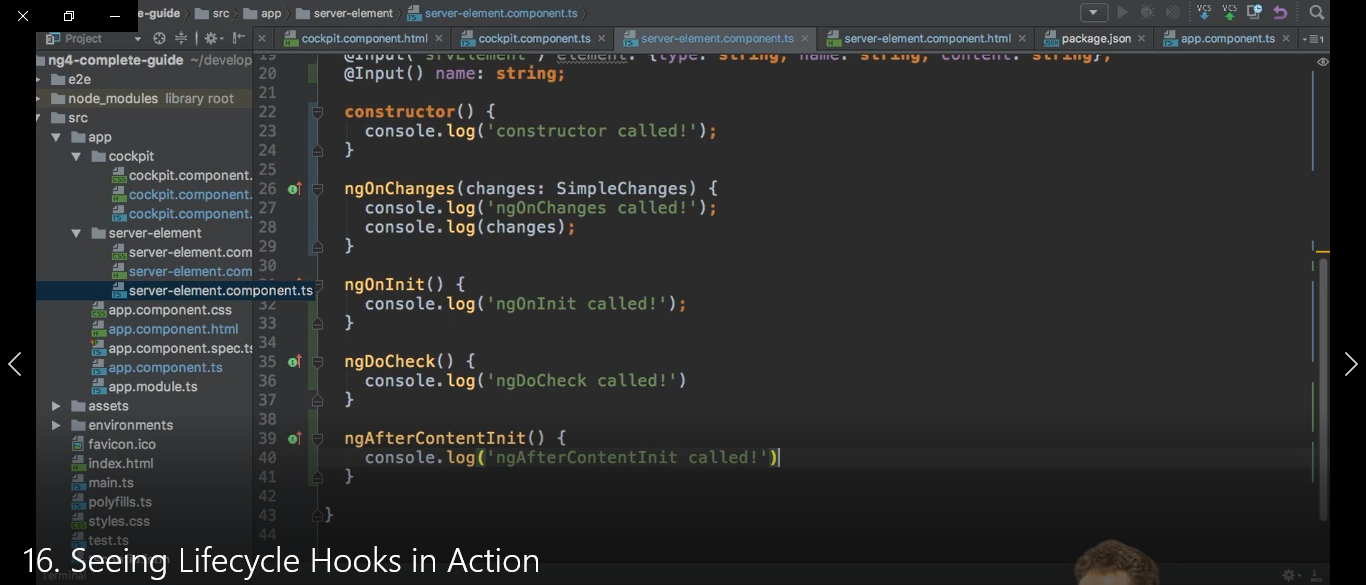 e-guide src app server-element server-element.component.ts
Project
cockpit.component.html cockpit.component.ts server-element.component.ts server-element.component.html package.json app.component.ts
ng4-complete-guide ~/develop
e2e
node_modules library root
src
app
cockpit
cockpit.component.
cockpit.component.
cockpit.component.
server-element
server-element.com
server-element.com
server-element.component.ts
app.component.css
app.component.html
app.component.spec.ts
app.component.ts
app.module.ts
assets
environments
favicon.ico
index.html
main.ts
polyfills.ts
styles.css
test.ts
Terminal
20 @Input() name: string;
21
22 constructor() {
23 console.log('constructor called!');
24 }
25
26 ngOnChanges(changes: SimpleChanges) {
27 console.log('ngOnChanges called!');
28 console.log(changes);
29 }
30
ngOnInit() {
32 console.log('ngOnInit called!');
33 }
34
35 ngDoCheck() {
36 console.log('ngDoCheck called!')
37 }
38
39 ngAfterContentInit() {
40 console.log('ngAfterContentInit called!')
41 }
42
43 }
44
16. Seeing Lifecycle Hooks in Action